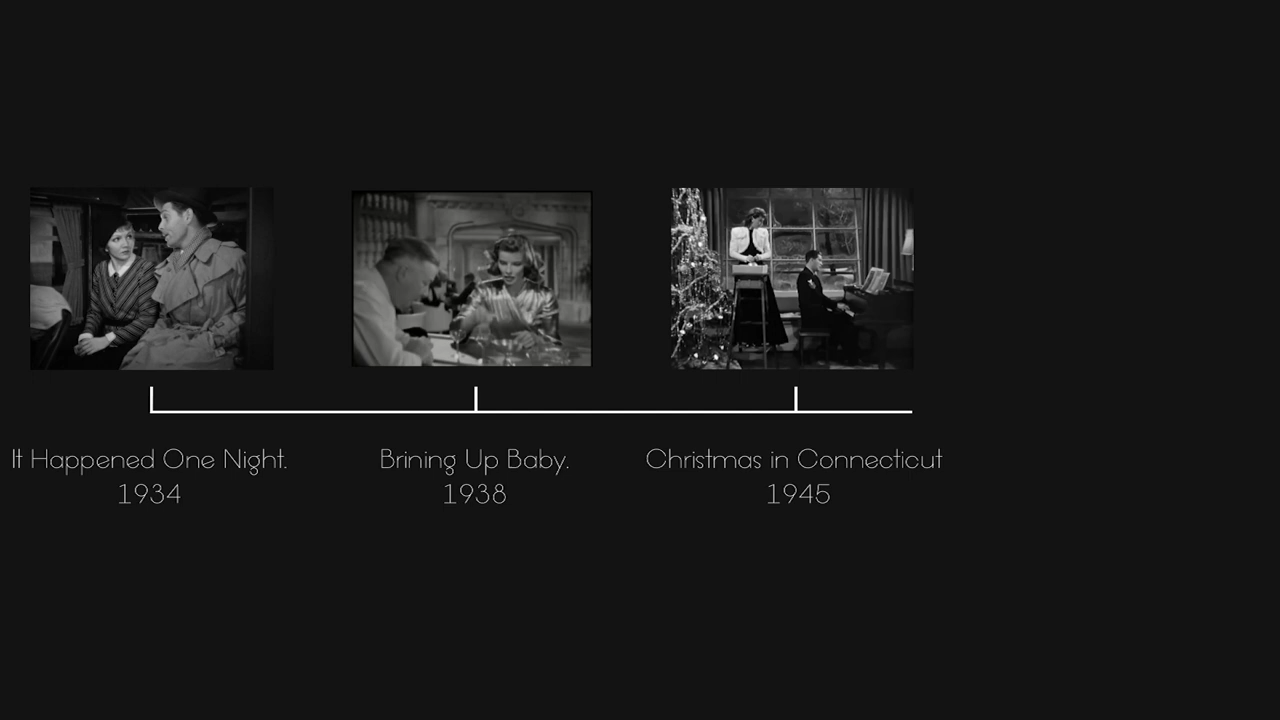 It Happened One Night.
1934
Brining Up Baby.
1938
Christmas in Connecticut
1945